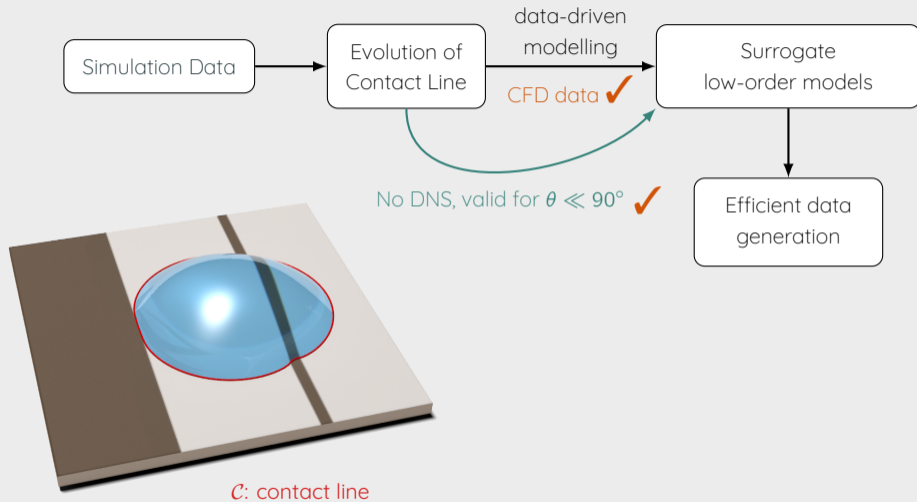 Simulation Data
Evolution of
Contact Line
data-driven
modelling
CFD data ✓
Surrogate
low-order models
No DNS, valid for θ ≪ 90° ✓
Efficient data
generation
𝒞: contact line